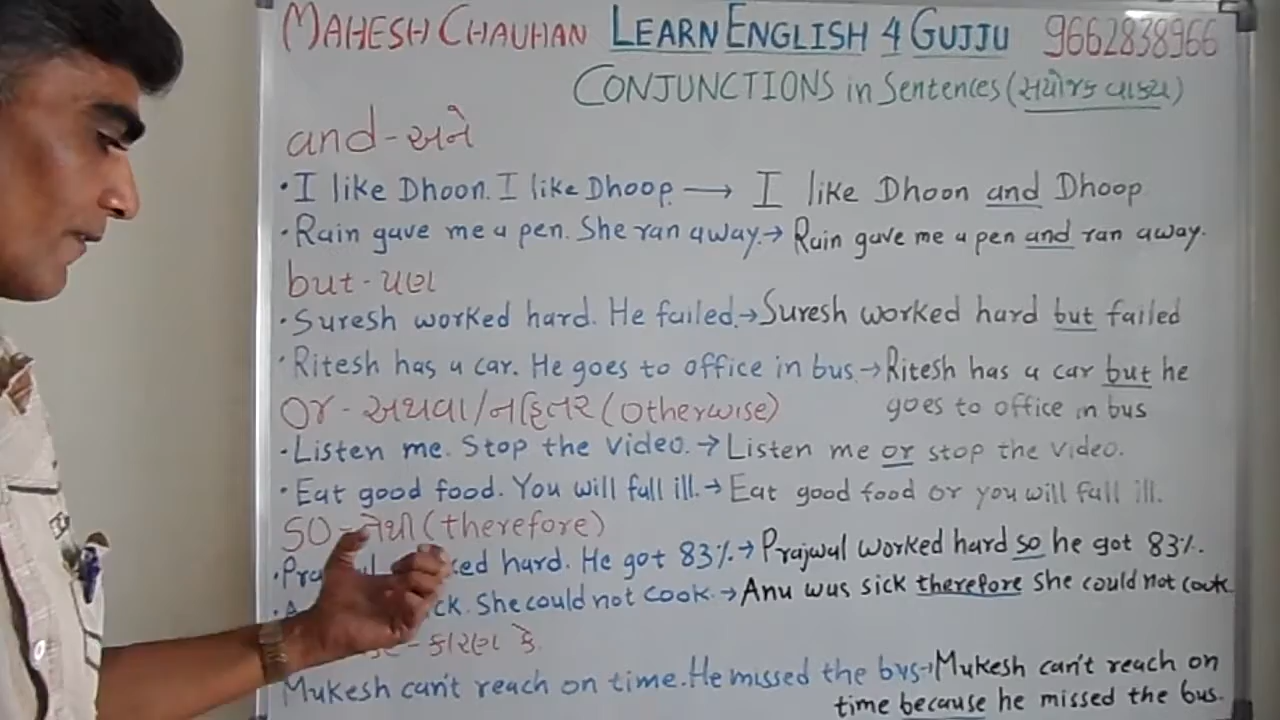 MAHESH CHAUHAN LEARN ENGLISH 4 GUJJU 9662838966
CONJUNCTIONS in Sentences (સંયોજક વાક્ય)
and - અને
• I like Dhoon. I like Dhoop. → I like Dhoon and Dhoop
• Rain gave me a pen. She ran away. → Rain gave me a pen and ran away.
but - પણ
• Suresh worked hard. He failed. → Suresh worked hard but failed
• Ritesh has a car. He goes to office in bus. → Ritesh has a car but he
goes to office in bus
Or - અથવા/નહિતર (Otherwise)
• Listen me. Stop the video. → Listen me or stop the video.
• Eat good food. You will fall ill. → Eat good food or you will fall ill.
SO - તેથી (therefore)
hard. He got 83% → Prajwal worked hard so he got 83%.
She could not cook. → Anu was sick therefore she could not cook
- કારણ કે
Mukesh can't reach on time. He missed the bus → Mukesh can't reach on
time because he missed the bus.